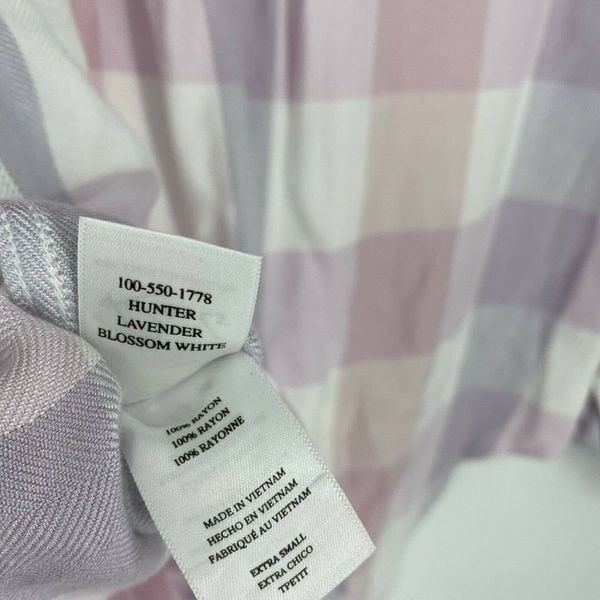 100-550-1778
HUNTER
LAVENDER
BLOSSOM WHITE
100% RAYON
100% RAYON
100% RAYONNE
MADE IN VIETNAM
HECHO EN VIETNAM
FABRIQUÉ AU VIETNAM
EXTRA SMALL
EXTRA CHICO
TPETIT